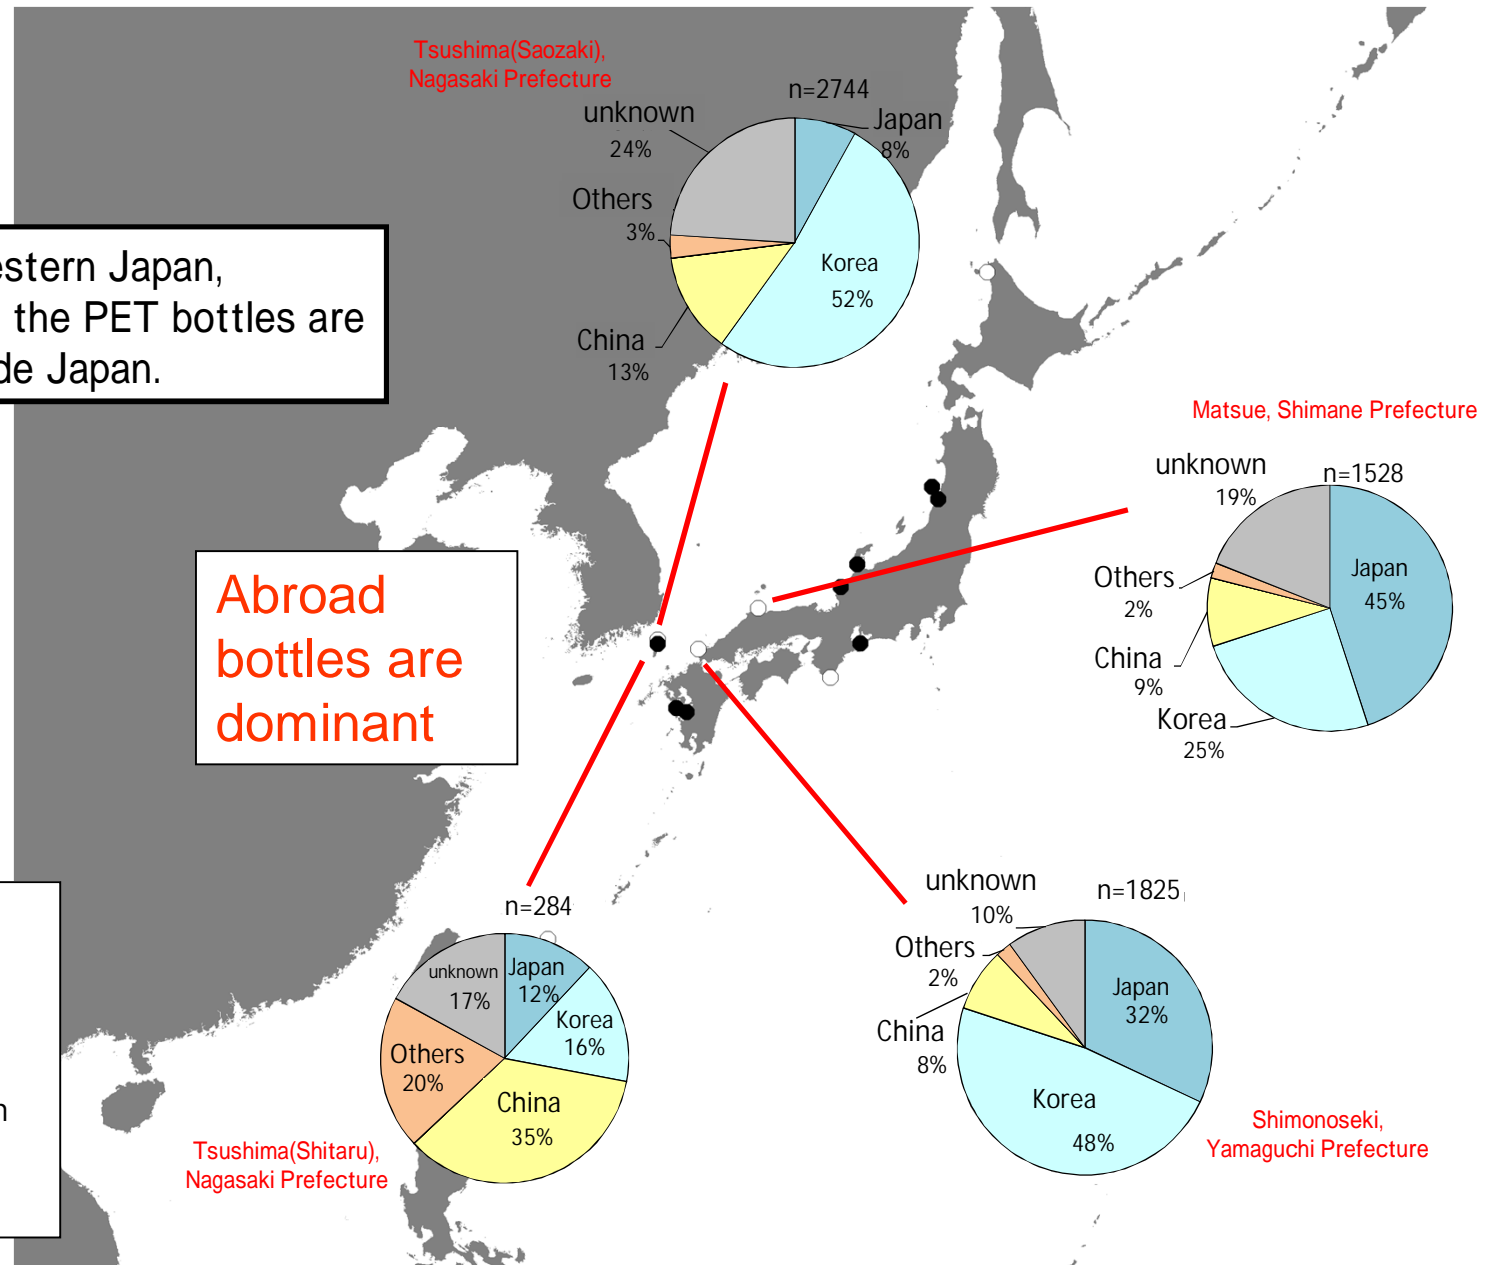 Tsushima(Saozaki),
Nagasaki Prefecture
n=2744
unknown
24%
Japan
8%
Others
3%
Korea
52%
China
13%
estern Japan,
the PET bottles are
de Japan.
Matsue, Shimane Prefecture
unknown
19%
n=1528
Japan
45%
Others
2%
China
9%
Korea
25%
Abroad
bottles are
dominant
n=284
unknown
17%
Japan
12%
Korea
16%
Others
20%
China
35%
Tsushima(Shitaru),
Nagasaki Prefecture
unknown
10%
n=1825
Others
2%
Japan
32%
China
8%
Korea
48%
Shimonoseki,
Yamaguchi Prefecture